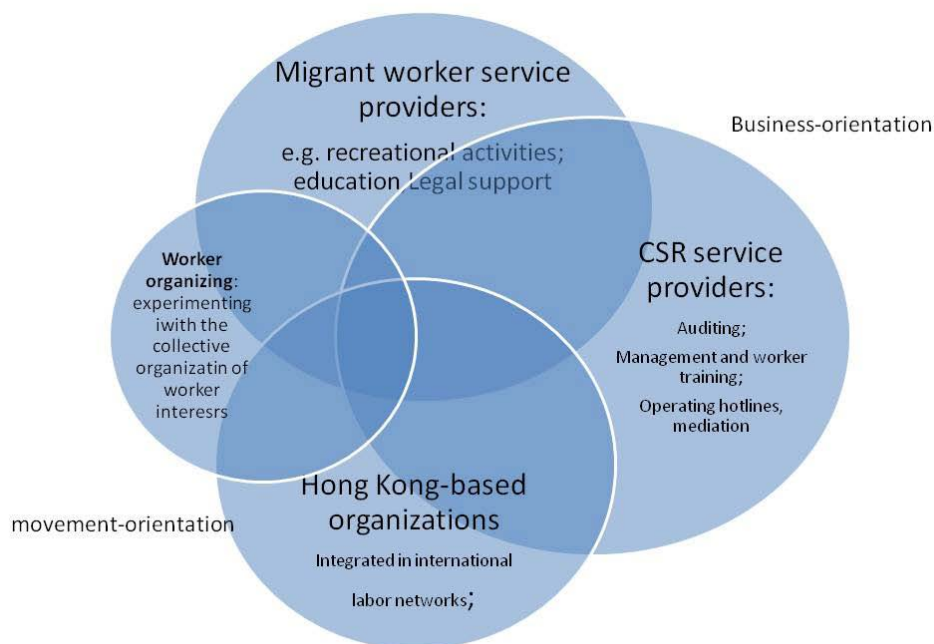 Migrant worker service
providers:
e.g. recreational activities;
education,Legal support
Business-orientation
CSR service
providers:
Auditing;
Management and worker
training;
Operating hotlines,
mediation
Worker
organizing:
experimenting
iwith the
collective
organizatin of
worker
interesrs
Hong Kong-based
organizations
Integrated in international
labor networks;
movement-orientation